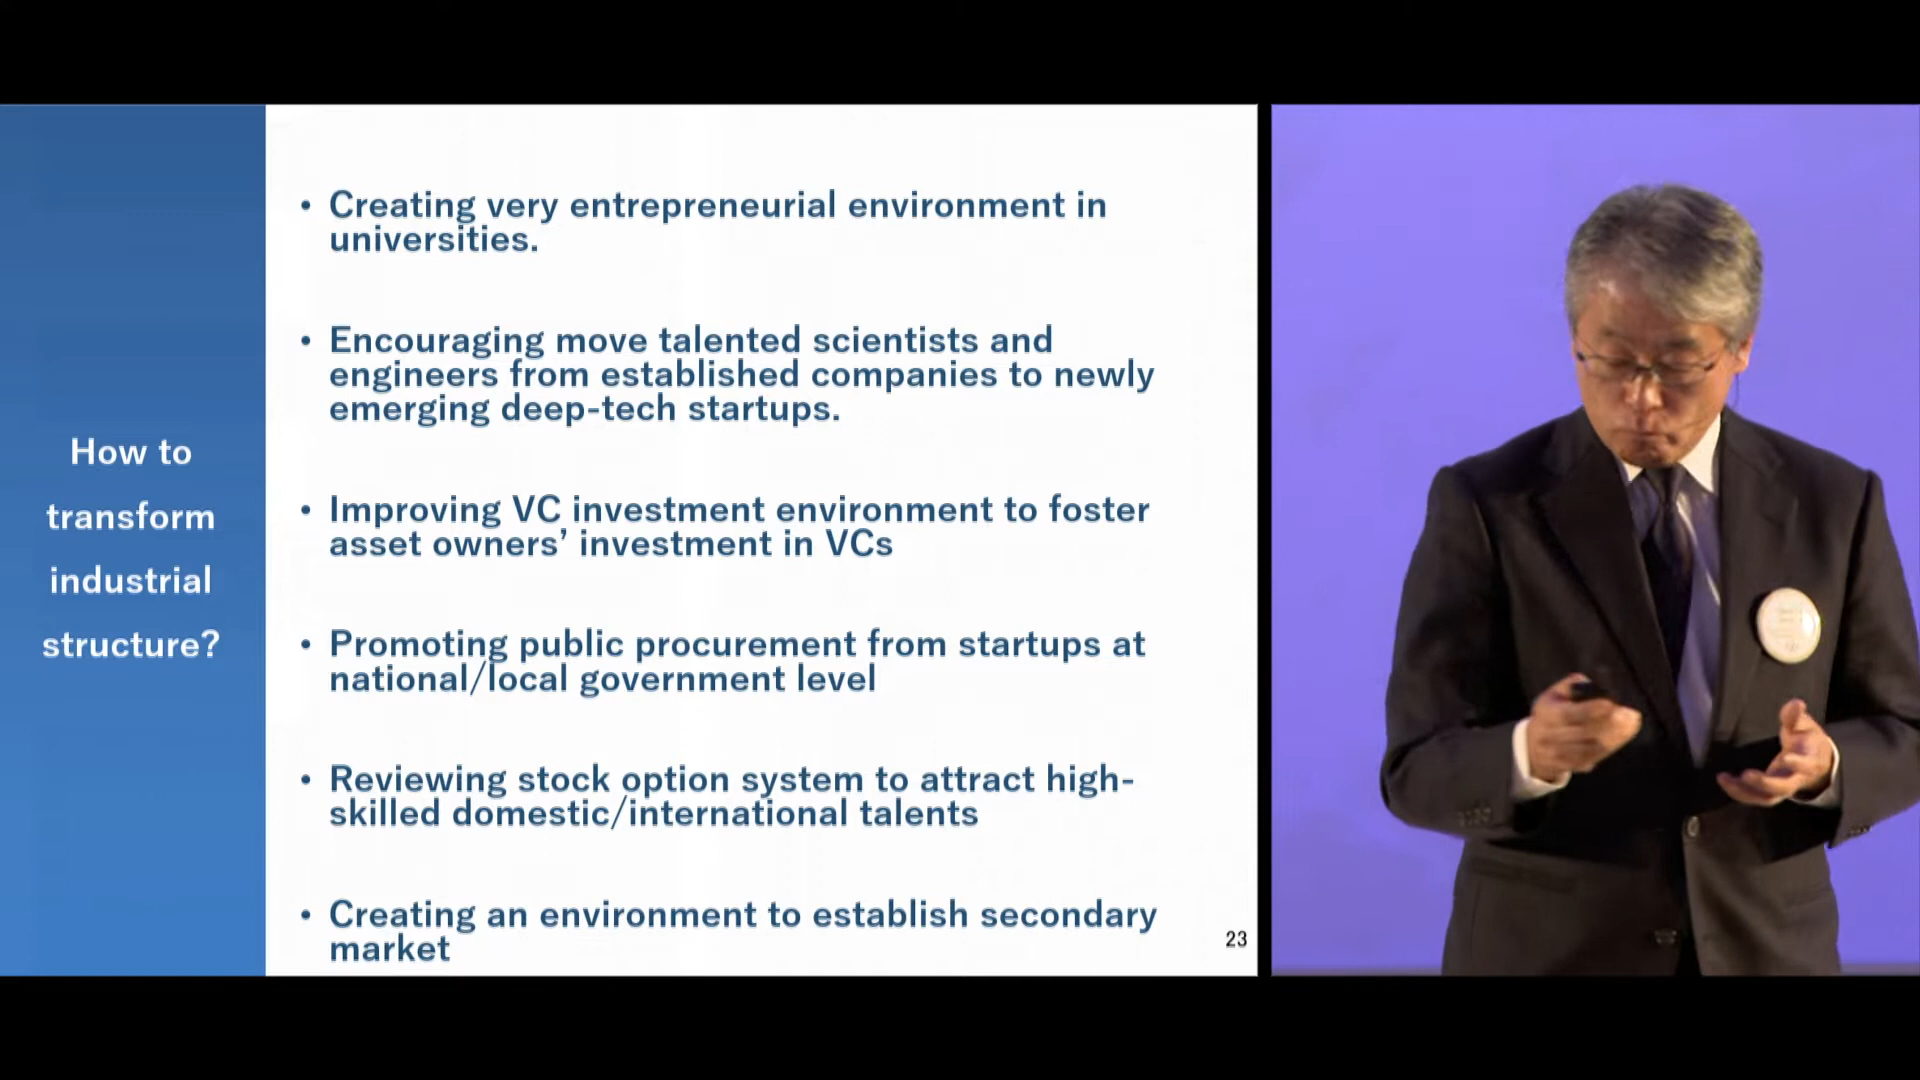 How to
transform
industrial
structure?
• Creating very entrepreneurial environment in
universities.
• Encouraging move talented scientists and
engineers from established companies to newly
emerging deep-tech startups.
• Improving VC investment environment to foster
asset owners’ investment in VCs
• Promoting public procurement from startups at
national/local government level
• Reviewing stock option system to attract high-
skilled domestic/international talents
• Creating an environment to establish secondary
market
23